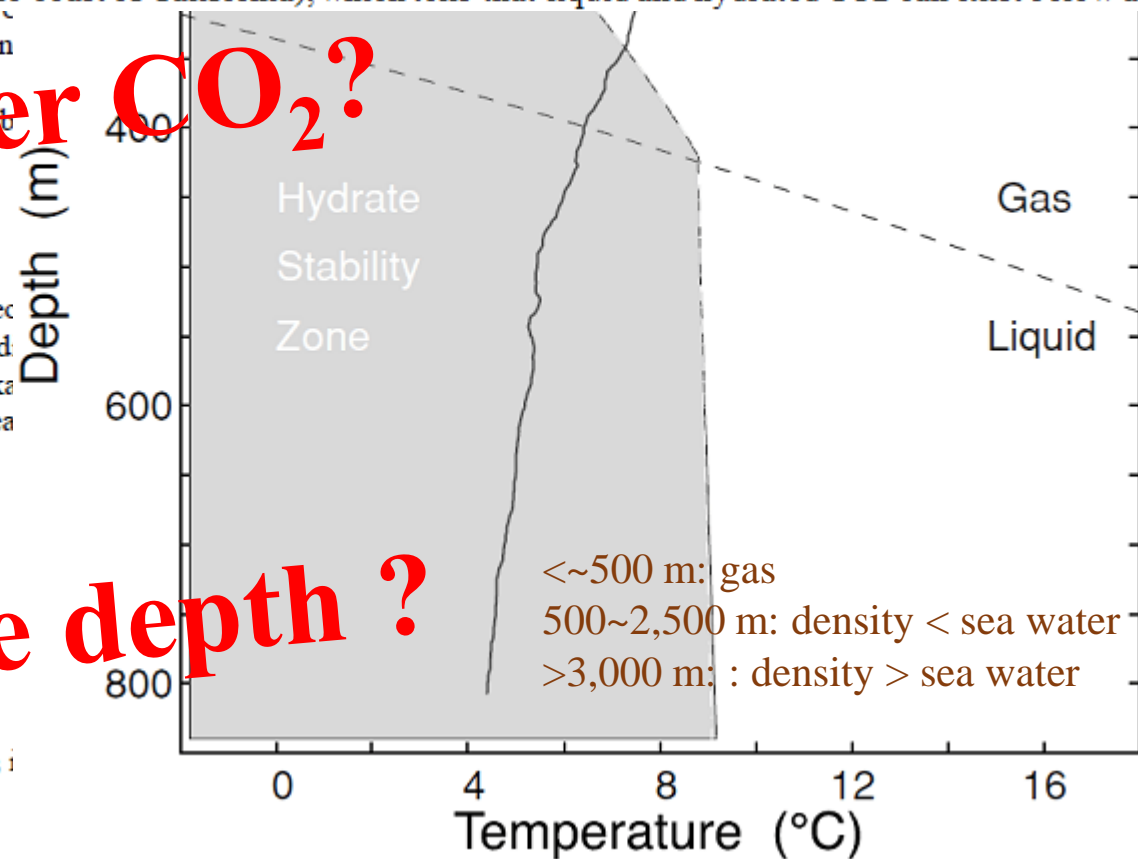 er CO₂?
400
Depth (m)
Hydrate
Stability
Zone
Gas
Liquid
600
<~500 m: gas
500~2,500 m: density < sea water
>3,000 m: : density > sea water
e depth ?
800
0 4 8 12 16
Temperature (°C)